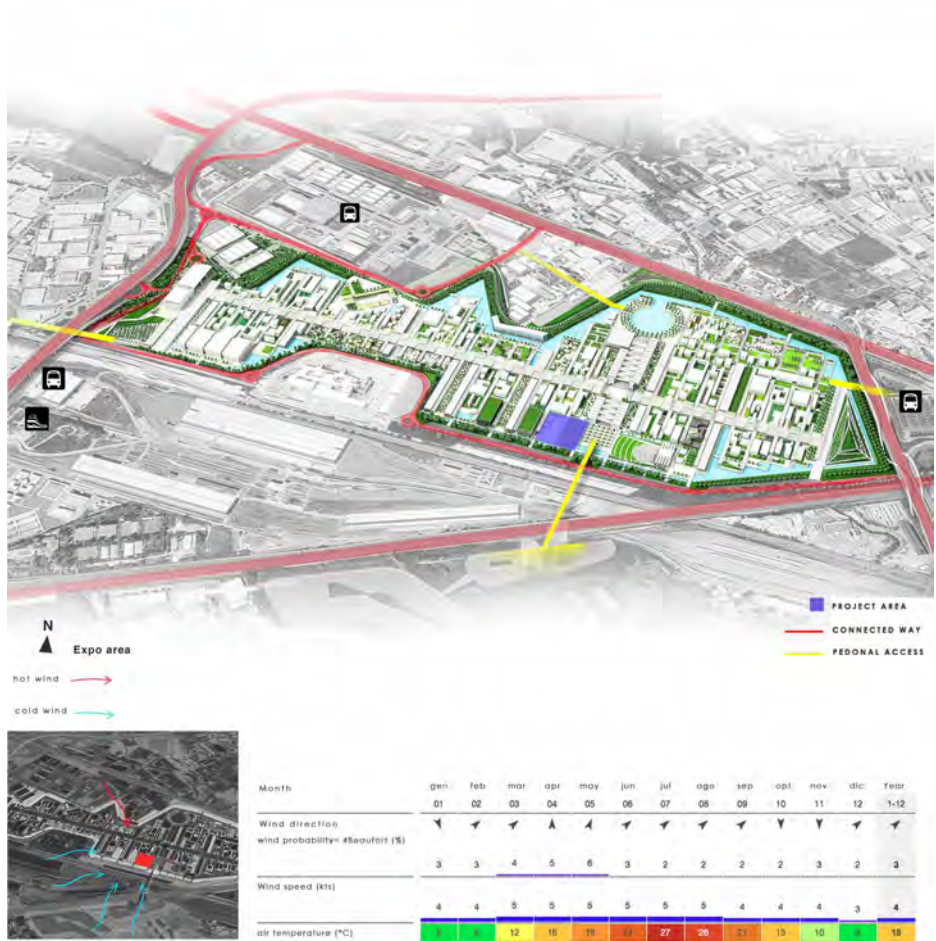 PROJECT AREA
CONNECTED WAY
PEDONAL ACCESS
N
Expo area
hot wind
cold wind
Month gen feb mar apr may jun jul ago sep opt nov dic Year
01 02 03 04 05 06 07 08 09 10 11 12 1-12
Wind direction
wind probability= 4Beaufort (%)
3 3 4 5 6 3 2 2 2 2 3 2 3
Wind speed (kts)
4 4 5 5 5 5 5 5 4 4 4 3 4
air temperature (°C)
12 27 26 10